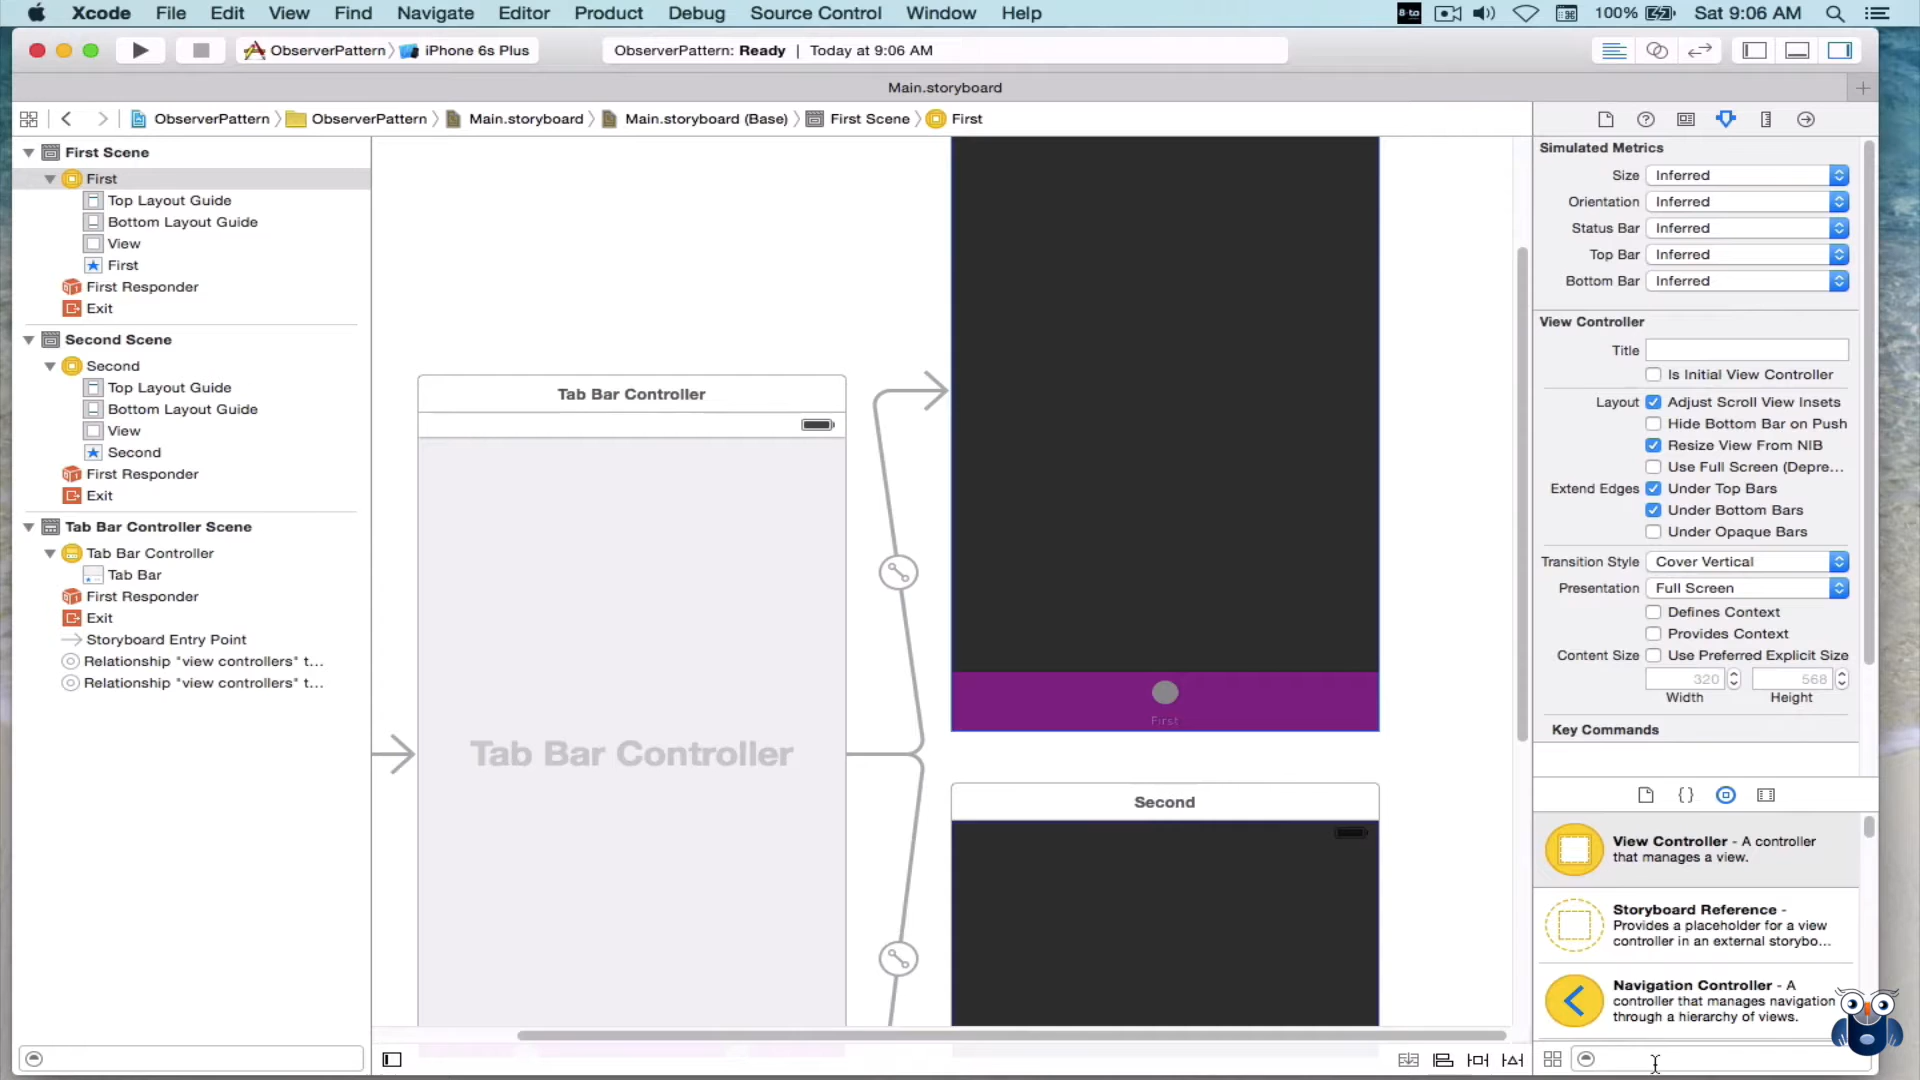 Xcode File Edit View Find Navigate Editor Product Debug Source Control Window Help 8-to 100% Sat 9:06 AM
ObserverPattern iPhone 6s Plus ObserverPattern: Ready | Today at 9:06 AM
Main.storyboard
ObserverPattern ObserverPattern Main.storyboard Main.storyboard (Base) First Scene First
First Scene
First
Top Layout Guide
Bottom Layout Guide
View
First
First Responder
Exit
Second Scene
Second
Top Layout Guide
Bottom Layout Guide
View
Second
First Responder
Exit
Tab Bar Controller Scene
Tab Bar Controller
Tab Bar
First Responder
Exit
Storyboard Entry Point
Relationship "view controllers" t...
Relationship "view controllers" t...
Tab Bar Controller
Tab Bar Controller
First
Second
Simulated Metrics
Size Inferred
Orientation Inferred
Status Bar Inferred
Top Bar Inferred
Bottom Bar Inferred
View Controller
Title
Is Initial View Controller
Layout Adjust Scroll View Insets
Hide Bottom Bar on Push
Resize View From NIB
Use Full Screen (Depre...
Extend Edges Under Top Bars
Under Bottom Bars
Under Opaque Bars
Transition Style Cover Vertical
Presentation Full Screen
Defines Context
Provides Context
Content Size Use Preferred Explicit Size
320 568
Width Height
Key Commands
View Controller - A controller
that manages a view.
Storyboard Reference -
Provides a placeholder for a view
controller in an external storybo...
Navigation Controller - A
controller that manages navigation
through a hierarchy of views.